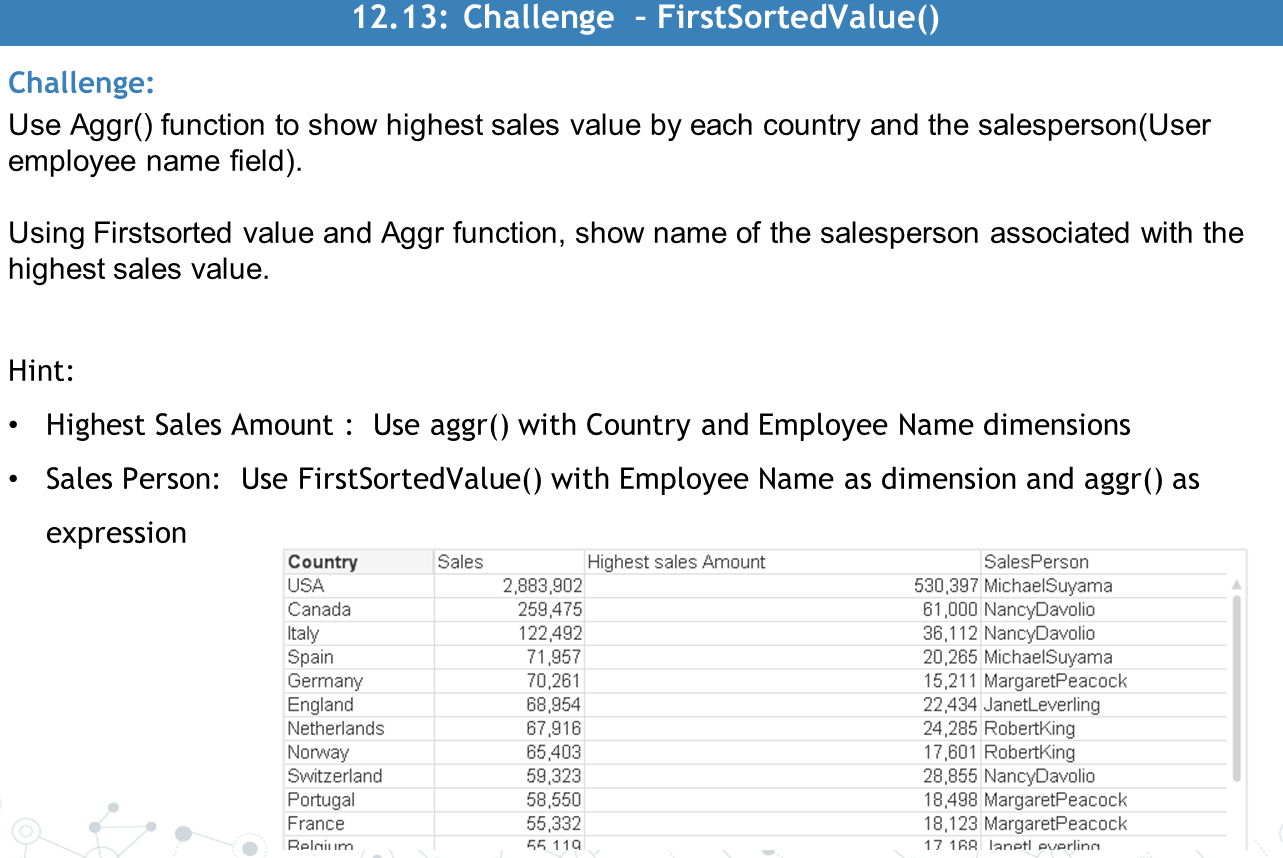 12.13: Challenge – FirstSortedValue()
Challenge:
Use Aggr() function to show highest sales value by each country and the salesperson(User
employee name field).
Using Firstsorted value and Aggr function, show name of the salesperson associated with the
highest sales value.
Hint:
• Highest Sales Amount : Use aggr() with Country and Employee Name dimensions
• Sales Person: Use FirstSortedValue() with Employee Name as dimension and aggr() as
expression
Country Sales Highest sales Amount SalesPerson
USA 2,883,902 530,397 MichaelSuyama
Canada 259,475 61,000 NancyDavolio
Italy 122,492 36,112 NancyDavolio
Spain 71,957 20,265 MichaelSuyama
Germany 70,261 15,211 MargaretPeacock
England 68,954 22,434 JanetLeverling
Netherlands 67,916 24,285 RobertKing
Norway 65,403 17,601 RobertKing
Switzerland 59,323 28,855 NancyDavolio
Portugal 58,550 18,498 MargaretPeacock
France 55,332 18,123 MargaretPeacock
Belgium 55,119 17,168 JanetLeverling